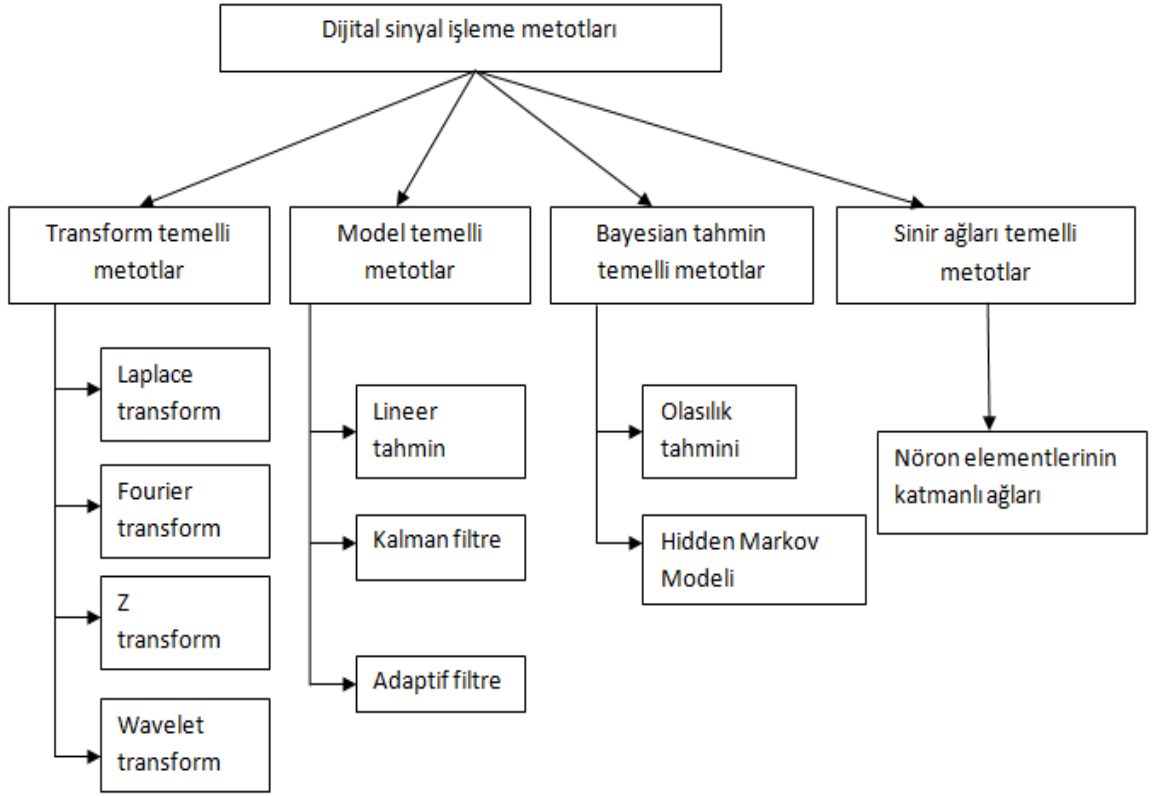 Dijital sinyal işleme metotları
Transform temelli
metotlar
Model temelli
metotlar
Bayesian tahmin
temelli metotlar
Sinir ağları temelli
metotlar
Laplace
transform
Fourier
transform
Z
transform
Wavelet
transform
Lineer
tahmin
Kalman filtre
Adaptif filtre
Olasılık
tahmini
Hidden Markov
Modeli
Nöron elementlerinin
katmanlı ağları